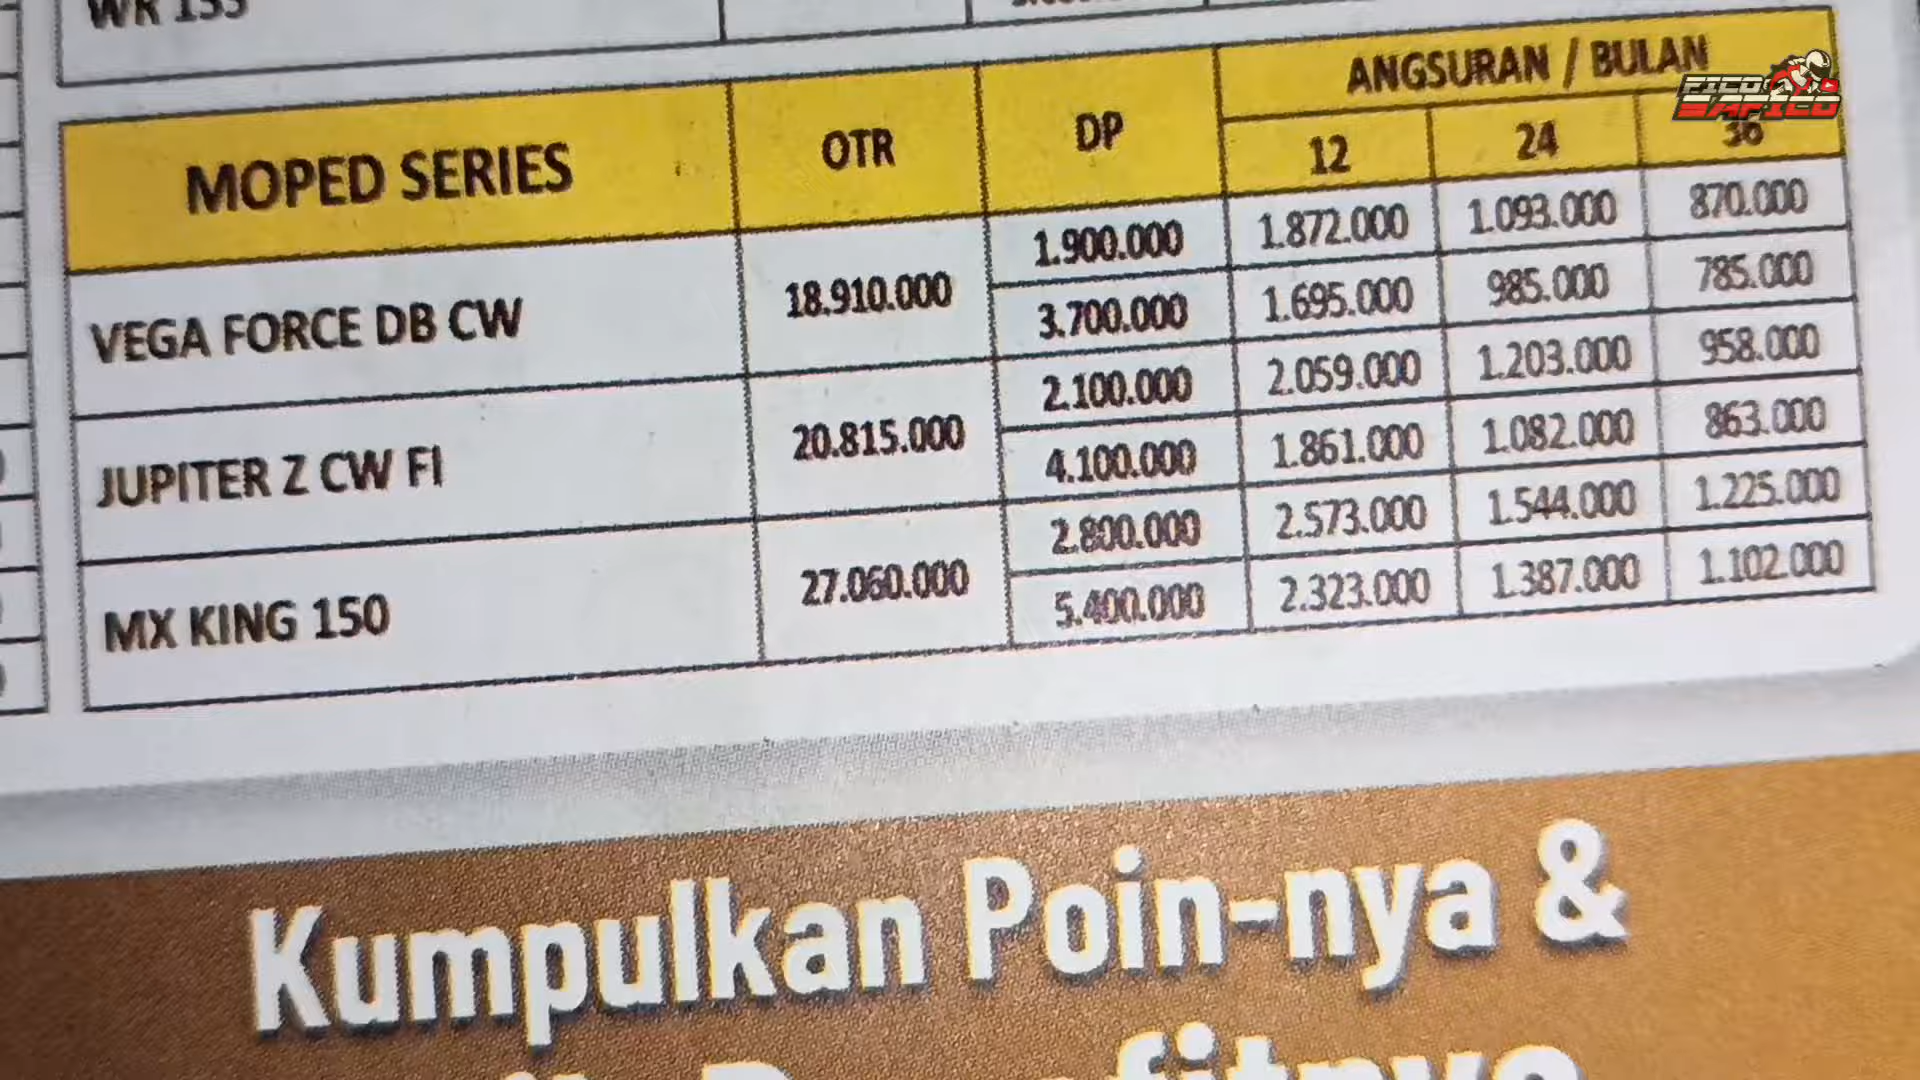 WR 155
MOPED SERIES OTR DP ANGSURAN / BULAN
12 24 36
VEGA FORCE DB CW 18.910.000 1.900.000 1.872.000 1.093.000 870.000
3.700.000 1.695.000 985.000 785.000
JUPITER Z CW FI 20.815.000 2.100.000 2.059.000 1.203.000 958.000
4.100.000 1.861.000 1.082.000 863.000
MX KING 150 27.060.000 2.800.000 2.573.000 1.544.000 1.225.000
5.400.000 2.323.000 1.387.000 1.102.000
Kumpulkan Poin-nya &